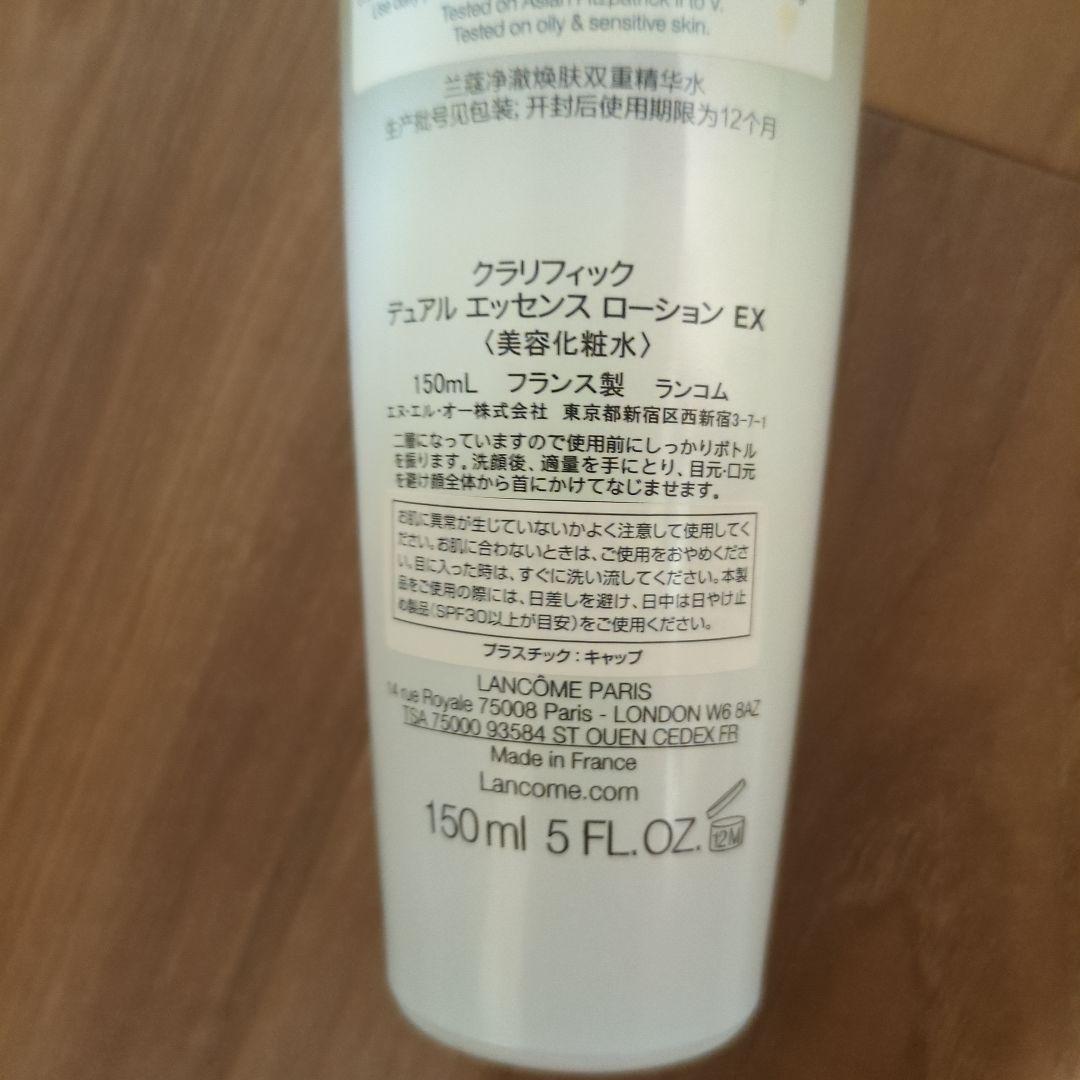 Use daily
Tested on Asian Fitzpatrick II to V.
Tested on oily & sensitive skin.
兰蔻净澈焕肤双重精华水
生产批号见包装; 开封后使用期限为12个月
クラリフィック
デュアル エッセンス ローション EX
〈美容化粧水〉
150mL フランス製 ランコム
エヌ・エル・オー株式会社 東京都新宿区西新宿3-7-1
二層になっていますので使用前にしっかりボトル
を振ります。洗顔後、適量を手にとり、目元・口元
を避け顔全体から首にかけてなじませます。
お肌に異常が生じていないかよく注意して使用してく
ださい。お肌に合わないときは、ご使用をおやめくださ
い。目に入った時は、すぐに洗い流してください。本製
品をご使用の際には、日差しを避け、日中は日やけ止
め製品(SPF30以上が目安)をご使用ください。
プラスチック:キャップ
LANCÔME PARIS
14 rue Royale 75008 Paris - LONDON W6 8AZ
TSA 75000 93584 ST OUEN CEDEX FR
Made in France
Lancome.com
150 ml 5 FL.OZ. 12M